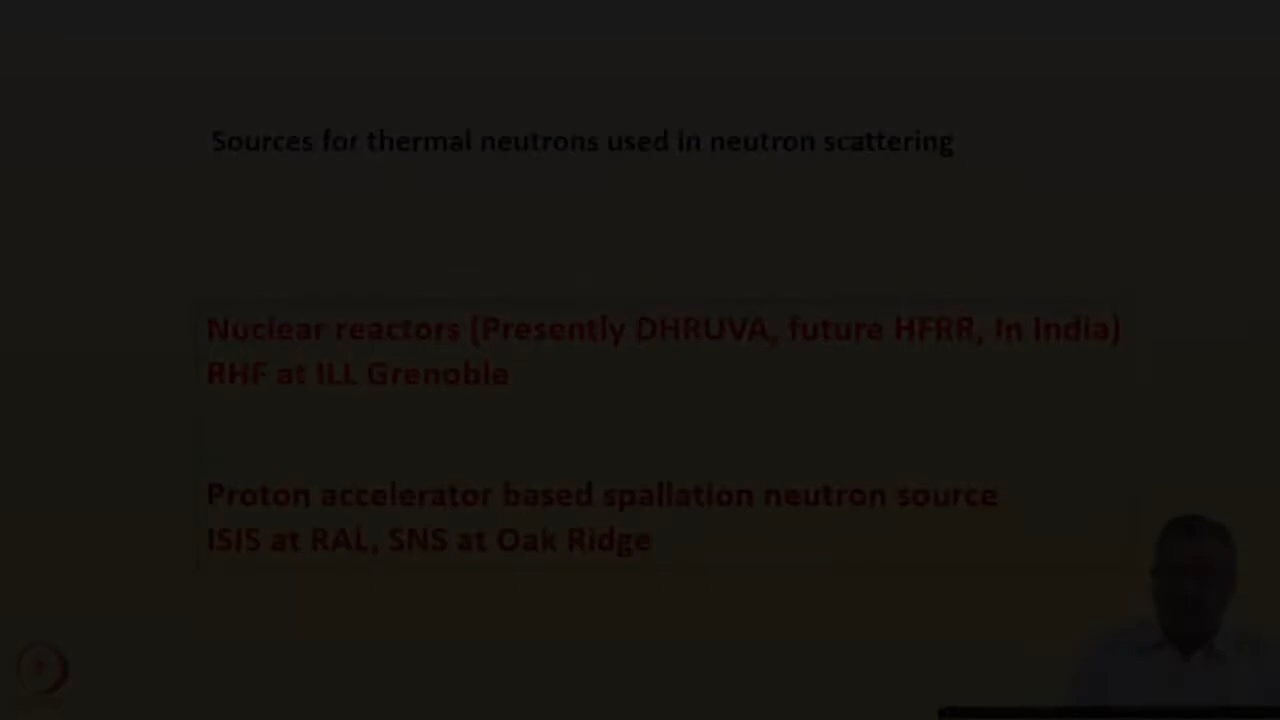 Sources for thermal neutrons used in neutron scattering
Nuclear reactors (Presently DHRUVA, future HFRR, In India)
RHF at ILL Grenoble
Proton accelerator based spallation neutron source
ISIS at RAL, SNS at Oak Ridge